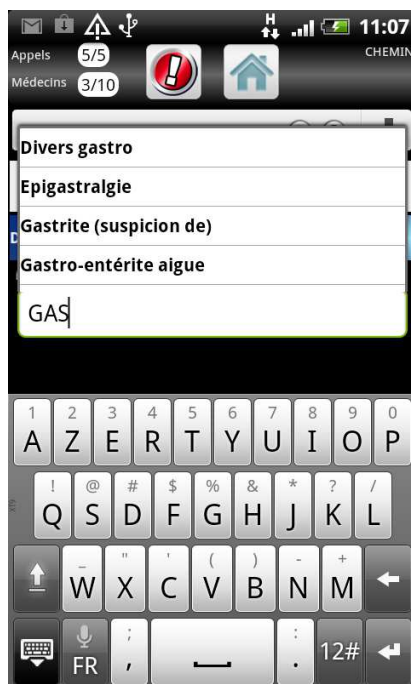 H
11:07
Appels 5/5
CHEMIN
Médecins 3/10
Divers gastro
Epigastralgie
Gastrite (suspicion de)
Gastro-entérite aigue
GAS
1 2 3 4 5 6 7 8 9 0
A Z E R T Y U I O P
! @ # $ % & * ? /
Q S D F G H J K L
_ " ' ( ) - +
W X C V B N M
; :
FR , . 12#